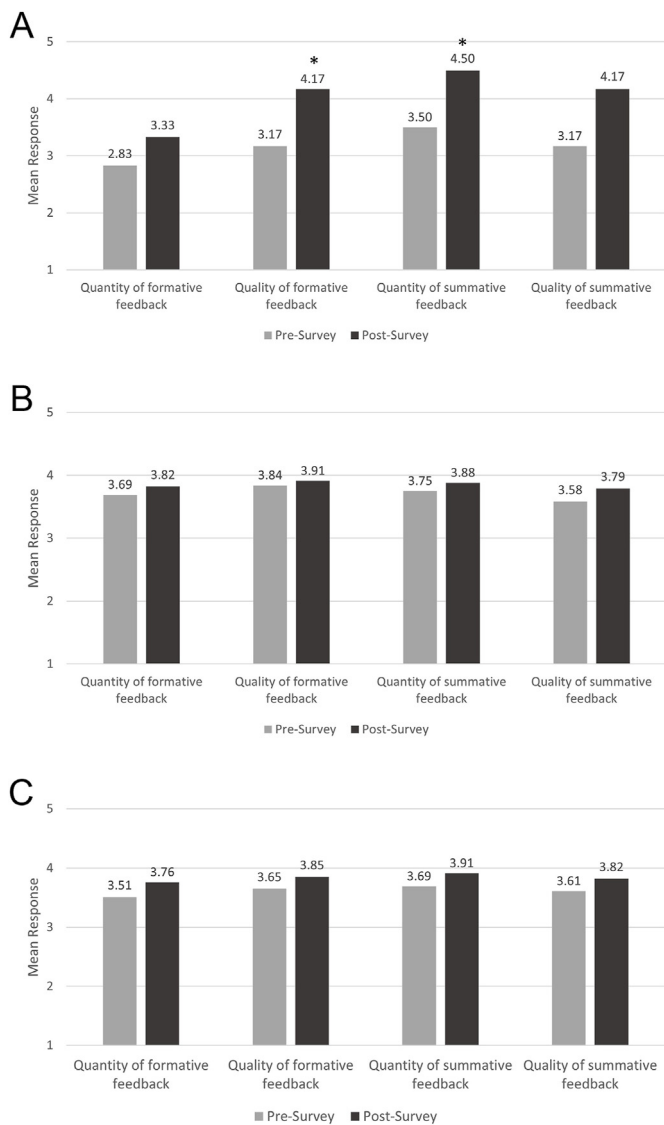 A
5
*
*
4.50
4.17
4.17
4
3.50
3.33
3.17
3.17
3
2.83
2
1
Mean Response
Quantity of formative feedback
Quality of formative feedback
Quantity of summative feedback
Quality of summative feedback
Pre-Survey
Post-Survey
B
5
4
3.69
3.82
3.84
3.91
3.75
3.88
3.58
3.79
3
2
1
Mean Response
Quantity of formative feedback
Quality of formative feedback
Quantity of summative feedback
Quality of summative feedback
Pre-Survey
Post-Survey
C
5
4
3.51
3.76
3.65
3.85
3.69
3.91
3.61
3.82
3
2
1
Mean Response
Quantity of formative feedback
Quality of formative feedback
Quantity of summative feedback
Quality of summative feedback
Pre-Survey
Post-Survey